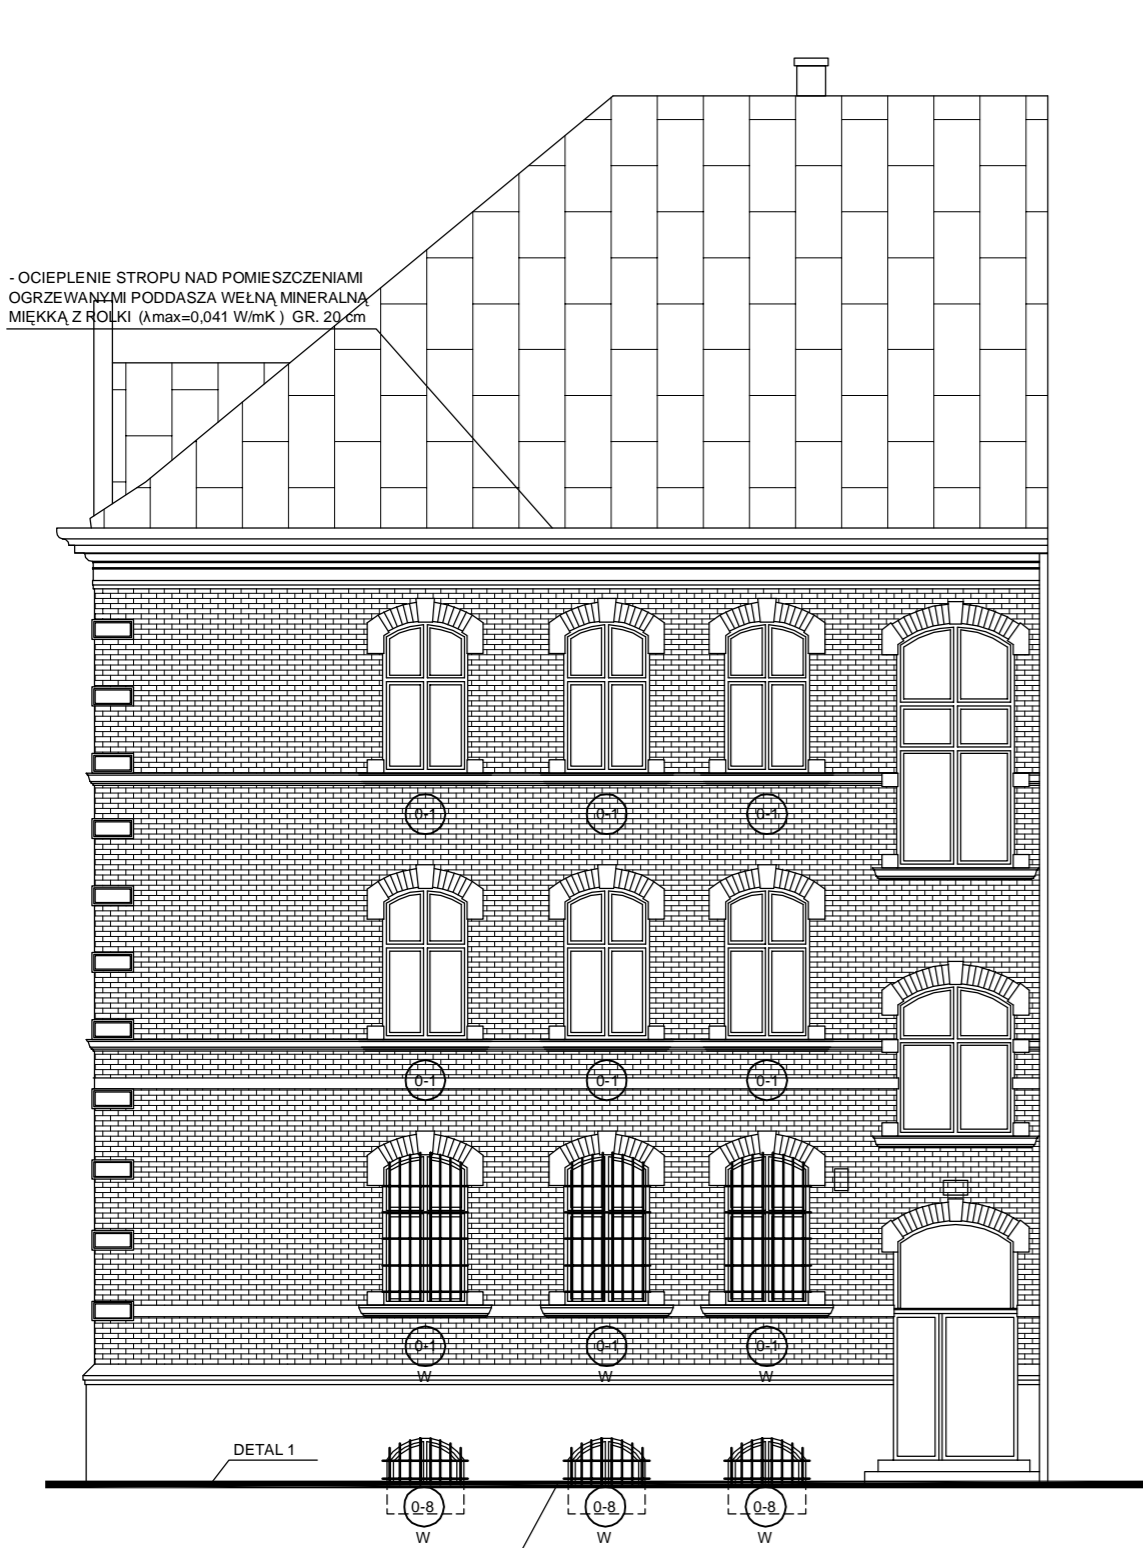 - OCIEPLENIE STROPU NAD POMIESZCZENIAMI
OGRZEWANYMI PODDASZA WEŁNĄ MINERALNĄ
MIĘKKĄ Z ROLKI (λmax=0,041 W/mK ) GR. 20 cm
0-1 0-1 0-1
0-1 0-1 0-1
0-1 0-1 0-1
W W W
DETAL 1
0-8 0-8 0-8
W W W